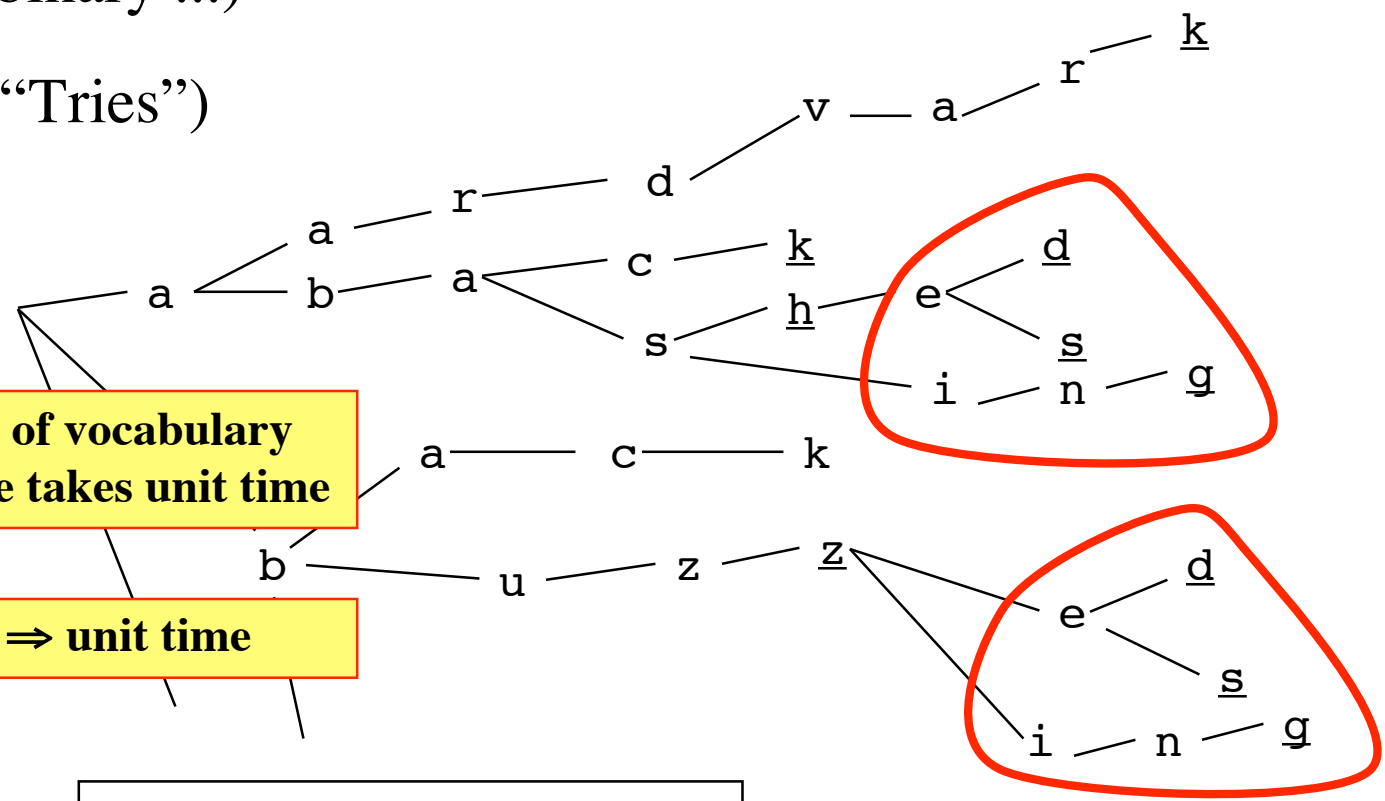 ...)
“Tries”)
k
r
v a
d
r
a
a b a c k
h e d
s s
i n g
of vocabulary
takes unit time
a c k
b u z z
e d
s
i n g
⇒ unit time